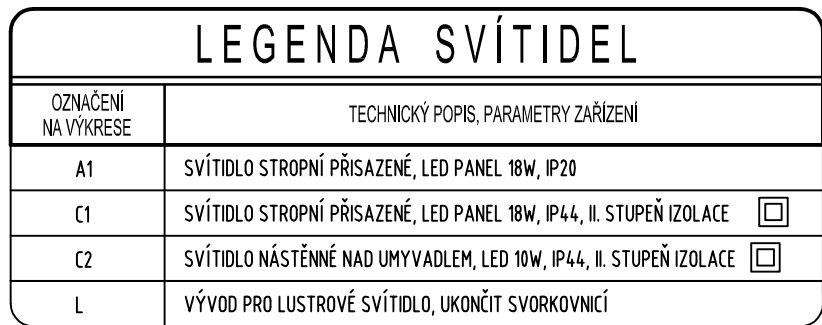 LEGENDA SVÍTIDEL
OZNAČENÍ
NA VÝKRESE
TECHNICKÝ POPIS, PARAMETRY ZAŘÍZENÍ
A1
SVÍTIDLO STROPNÍ PŘISAZENÉ, LED PANEL 18W, IP20
C1
SVÍTIDLO STROPNÍ PŘISAZENÉ, LED PANEL 18W, IP44, II. STUPEŇ IZOLACE
C2
SVÍTIDLO NÁSTĚNNÉ NAD UMYVADLEM, LED 10W, IP44, II. STUPEŇ IZOLACE
L
VÝVOD PRO LUSTROVÉ SVÍTIDLO, UKONČIT SVORKOVNICÍ